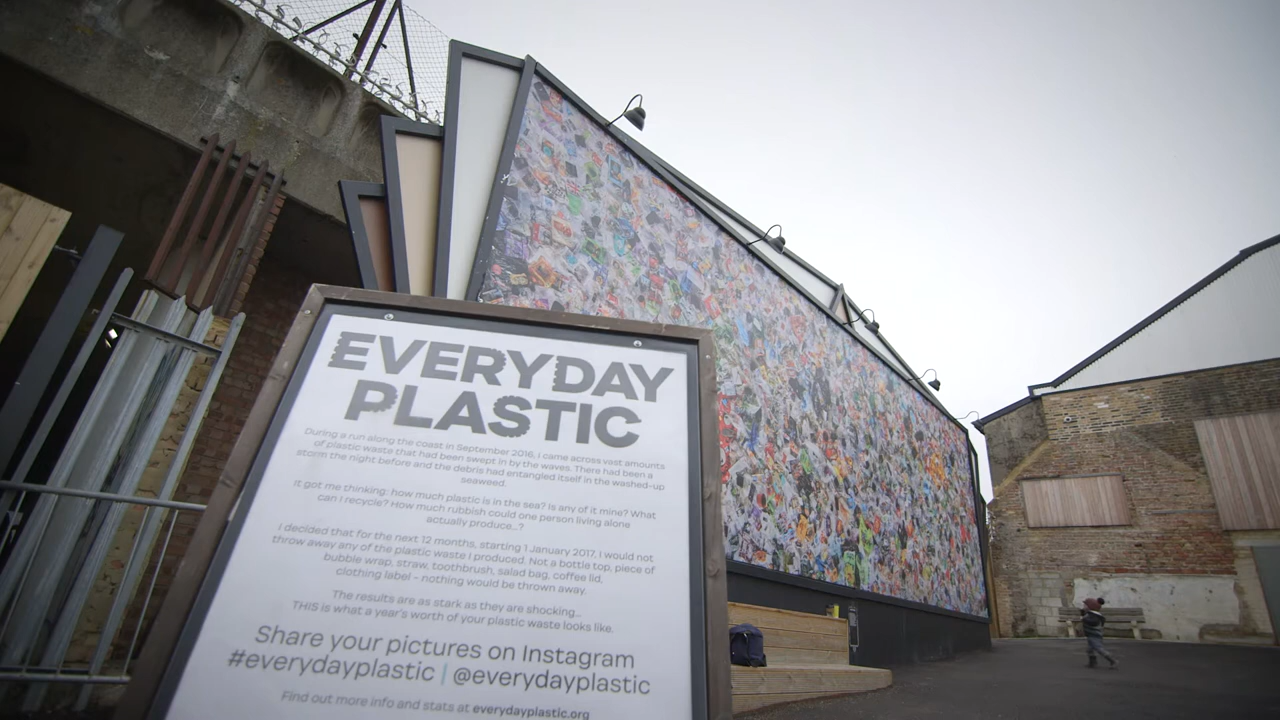 EVERYDAY
PLASTIC
During a run along the coast in September 2016, I came across vast amounts
of plastic waste that had been swept in by the waves. There had been a
storm the night before and the debris had entangled itself in the washed-up
seaweed.
It got me thinking: how much plastic is in the sea? Is any of it mine? What
can I recycle? How much rubbish could one person living alone
actually produce...?
I decided that for the next 12 months, starting 1 January 2017, I would not
throw away any of the plastic waste I produced. Not a bottle top, piece of
bubble wrap, straw, toothbrush, salad bag, coffee lid,
clothing label - nothing would be thrown away.
The results are as stark as they are shocking...
THIS is what a year's worth of your plastic waste looks like.
Share your pictures on Instagram
#everydayplastic | @everydayplastic
Find out more info and stats at everydayplastic.org